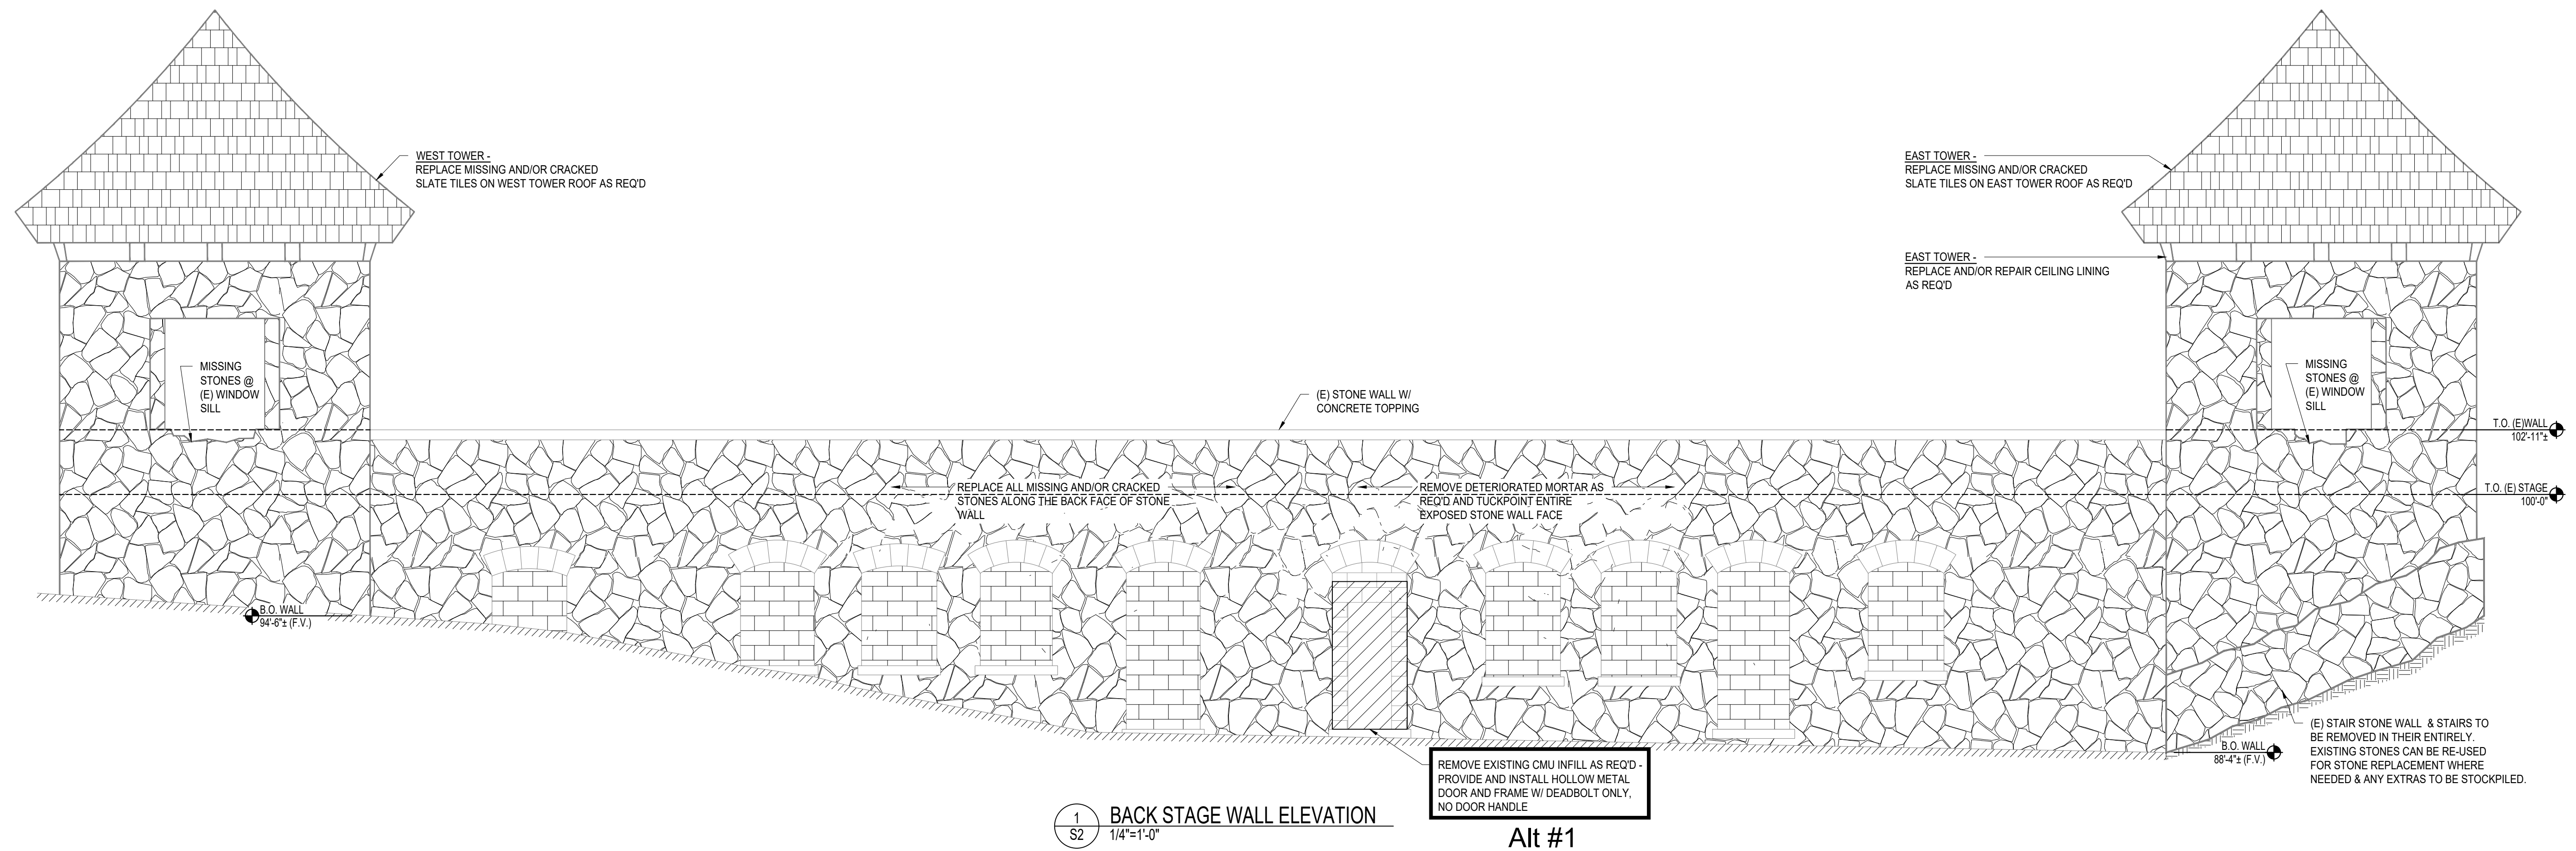 WEST TOWER -
REPLACE MISSING AND/OR CRACKED
SLATE TILES ON WEST TOWER ROOF AS REQ'D
EAST TOWER -
REPLACE MISSING AND/OR CRACKED
SLATE TILES ON EAST TOWER ROOF AS REQ'D
EAST TOWER -
REPLACE AND/OR REPAIR CEILING LINING
AS REQ'D
MISSING
STONES @
(E) WINDOW
SILL
(E) STONE WALL W/
CONCRETE TOPPING
MISSING
STONES @
(E) WINDOW
SILL
T.O. (E)WALL
102'-11"±
REPLACE ALL MISSING AND/OR CRACKED
STONES ALONG THE BACK FACE OF STONE
WALL
REMOVE DETERIORATED MORTAR AS
REQ'D AND TUCKPOINT ENTIRE
EXPOSED STONE WALL FACE
T.O. (E) STAGE
100'-0"
B.O. WALL
94'-6"± (F.V.)
(E) STAIR STONE WALL & STAIRS TO
BE REMOVED IN THEIR ENTIRELY.
EXISTING STONES CAN BE RE-USED
FOR STONE REPLACEMENT WHERE
NEEDED & ANY EXTRAS TO BE STOCKPILED.
B.O. WALL
88'-4"± (F.V.)
REMOVE EXISTING CMU INFILL AS REQ'D -
PROVIDE AND INSTALL HOLLOW METAL
DOOR AND FRAME W/ DEADBOLT ONLY,
NO DOOR HANDLE
Alt #1
1
S2
BACK STAGE WALL ELEVATION
1/4"=1'-0"